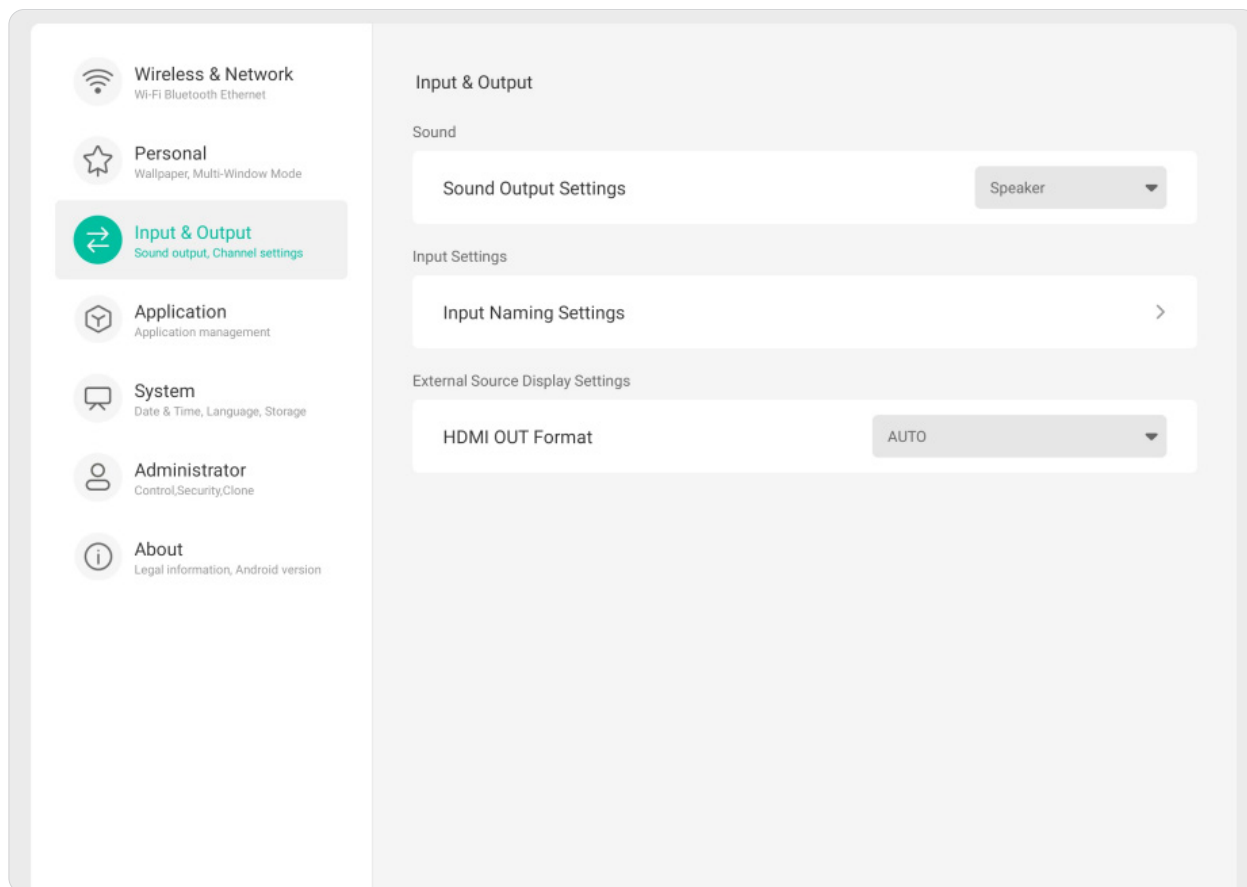 Wireless & Network
Wi-Fi Bluetooth Ethernet
Personal
Wallpaper, Multi-Window Mode
Input & Output
Sound output, Channel settings
Application
Application management
System
Date & Time, Language, Storage
Administrator
Control,Security,Clone
About
Legal information, Android version
Input & Output
Sound
Sound Output Settings
Speaker
Input Settings
Input Naming Settings
External Source Display Settings
HDMI OUT Format
AUTO